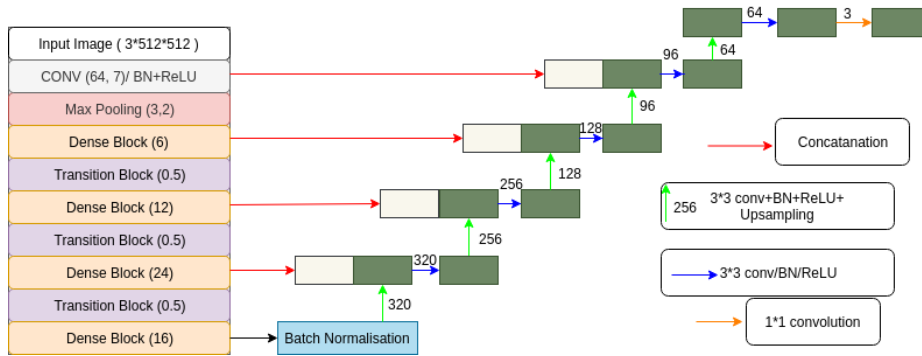 Input Image ( 3*512*512 )
CONV (64, 7)/ BN+ReLU
Max Pooling (3,2)
Dense Block (6)
Transition Block (0.5)
Dense Block (12)
Transition Block (0.5)
Dense Block (24)
Transition Block (0.5)
Dense Block (16)
Batch Normalisation
320
320
256
256
128
128
96
96
64
64
3
Concatanation
256
3*3 conv+BN+ReLU+
Upsampling
3*3 conv/BN/ReLU
1*1 convolution